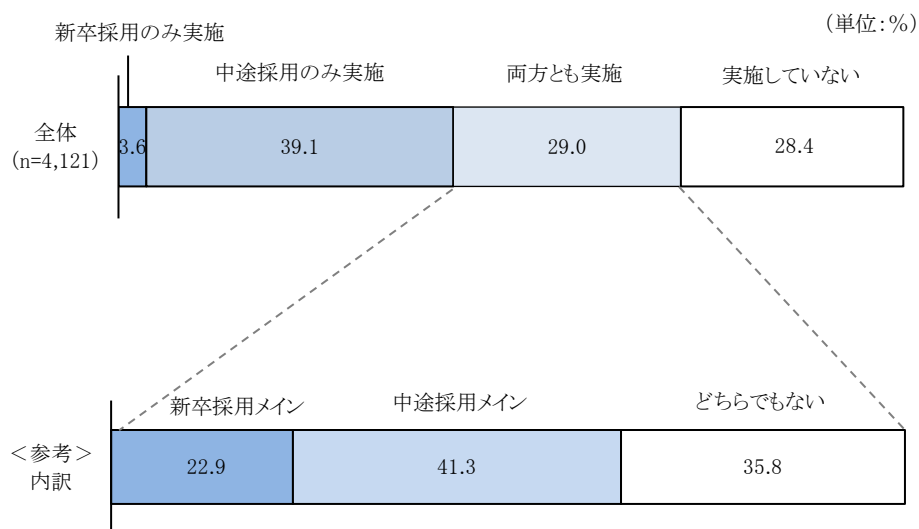 (単位:%)
新卒採用のみ実施
中途採用のみ実施
両方とも実施
実施していない
全体
(n=4,121)
3.6
39.1
29.0
28.4
新卒採用メイン
中途採用メイン
どちらでもない
＜参考＞
内訳
22.9
41.3
35.8